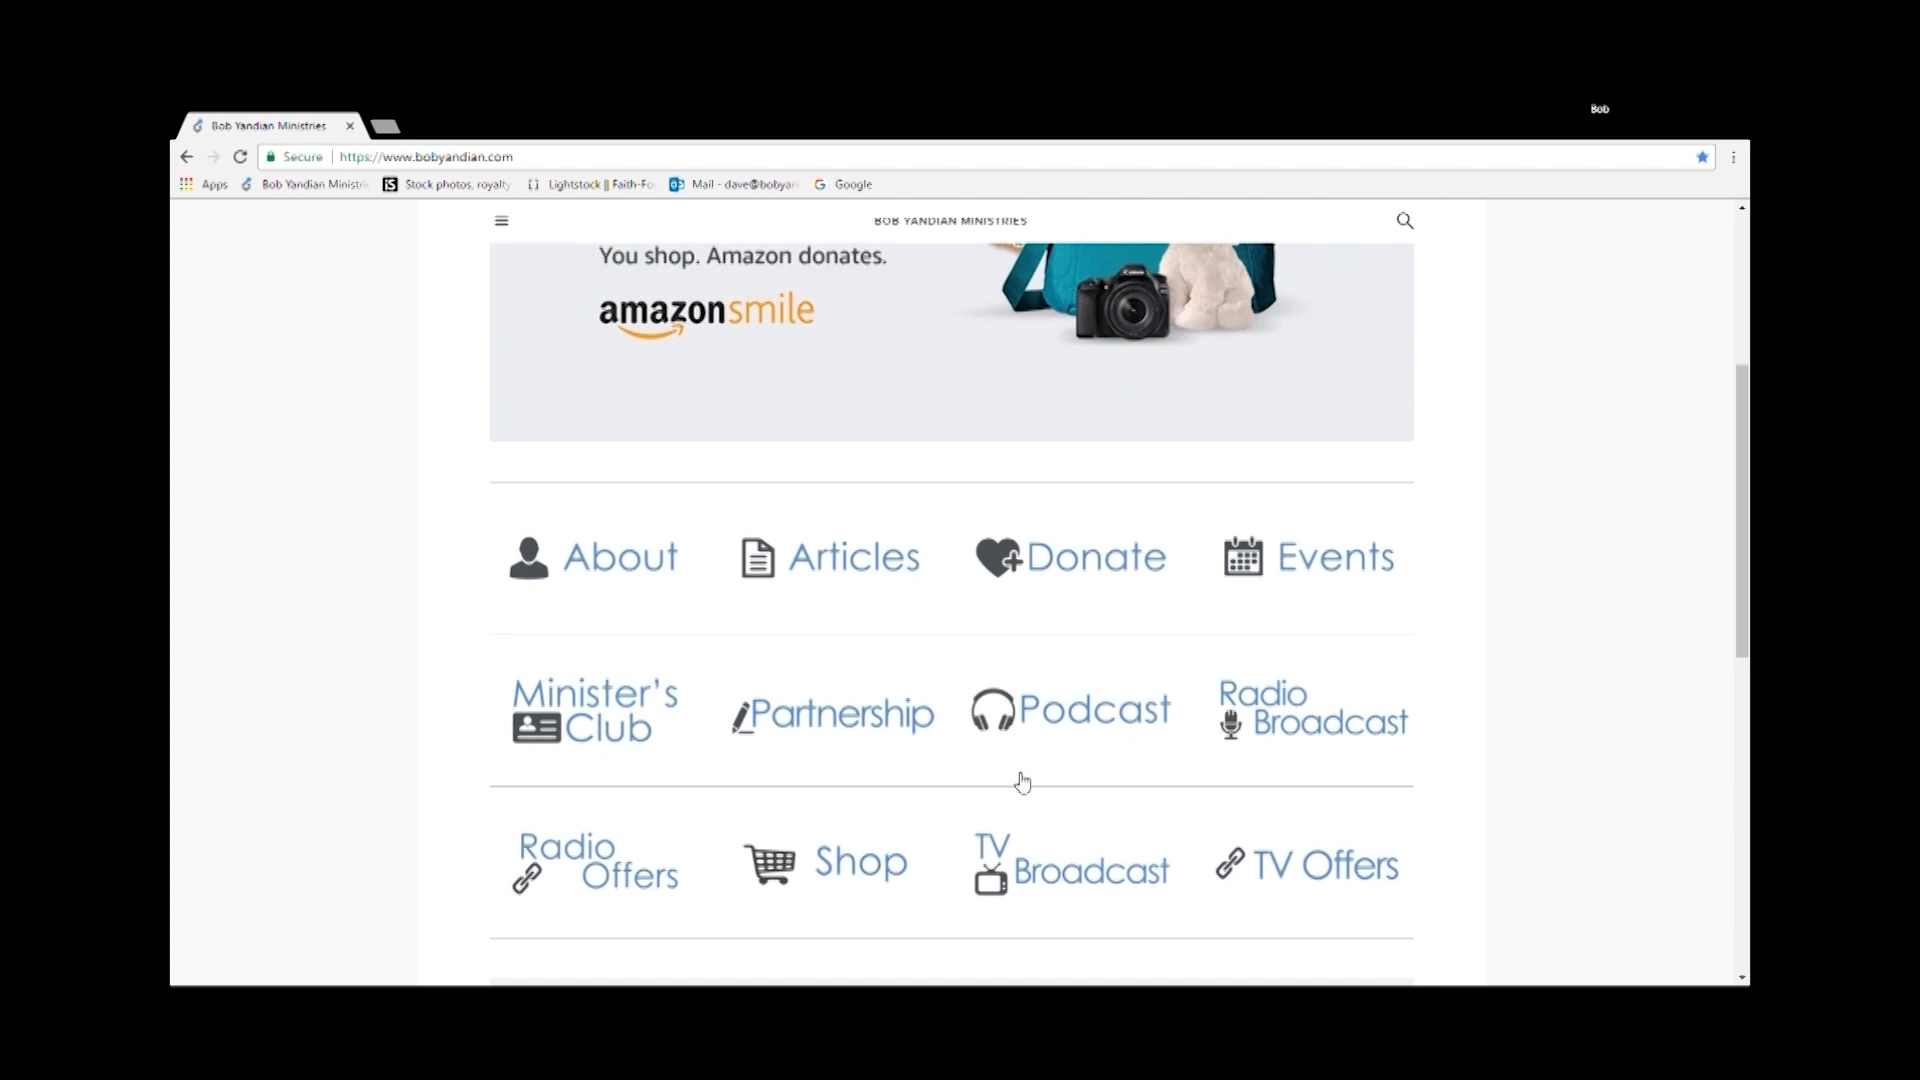 Bob
Bob Yandian Ministries
Secure https://www.bobyandian.com
Apps Bob Yandian Ministri Stock photos, royalty Lightstock || Faith-Fo Mail - dave@bobyan Google
BOB YANDIAN MINISTRIES
You shop. Amazon donates.
amazonsmile
Canon
About Articles Donate Events
Minister's
Club
Partnership
Podcast
Radio
Broadcast
Radio
Offers
Shop
TV
Broadcast
TV Offers